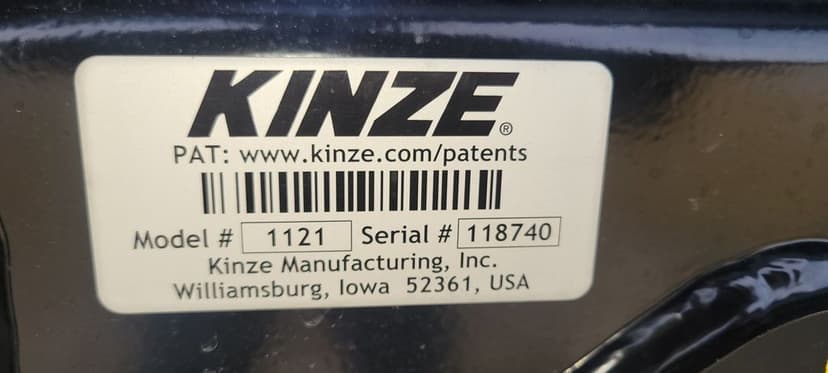 KINZE®
PAT: www.kinze.com/patents
Model # 1121 Serial # 118740
Kinze Manufacturing, Inc.
Williamsburg, Iowa 52361, USA